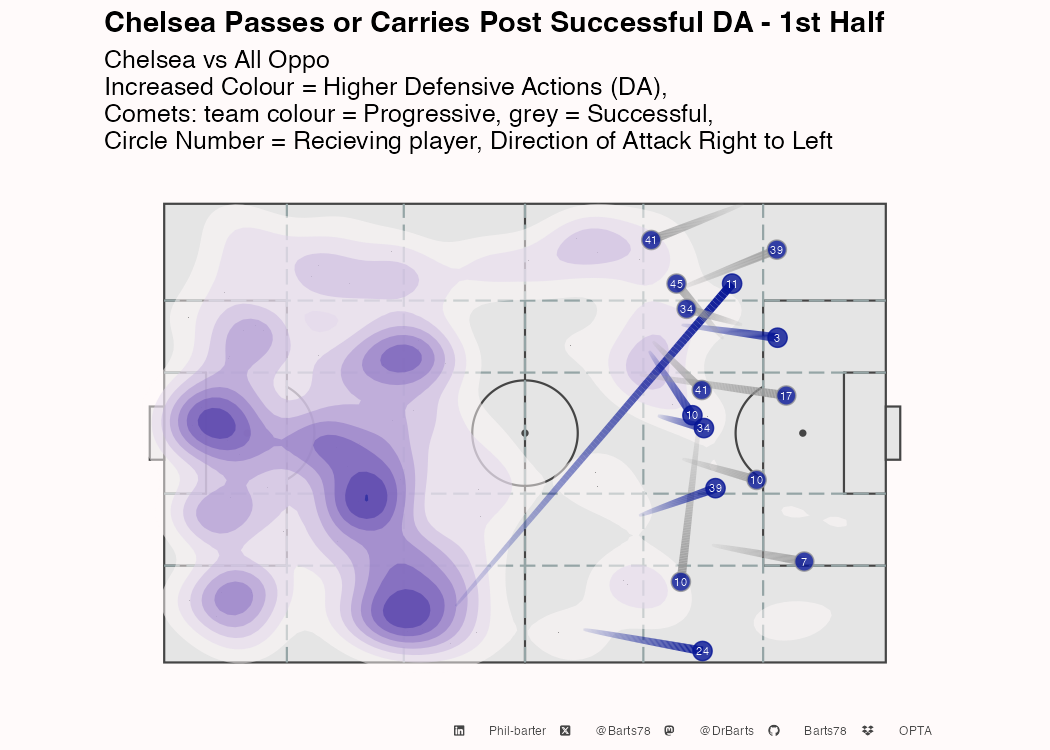 Chelsea Passes or Carries Post Successful DA - 1st Half
Chelsea vs All Oppo
Increased Colour = Higher Defensive Actions (DA),
Comets: team colour = Progressive, grey = Successful,
Circle Number = Recieving player, Direction of Attack Right to Left
41
39
45
11
34
3
41
17
10
34
10
39
7
10
24
Phil-barter @Barts78 @DrBarts Barts78 OPTA